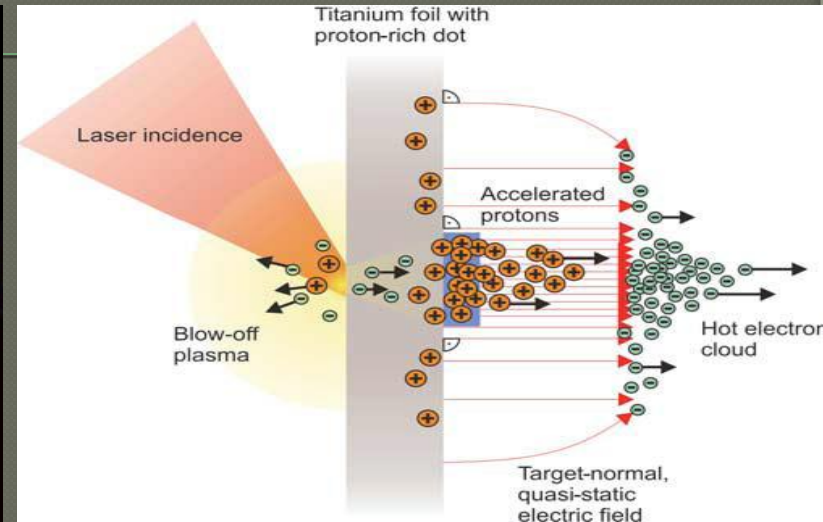 Titanium foil with
proton-rich dot
Laser incidence
Accelerated
protons
Blow-off
plasma
Hot electron
cloud
Target-normal,
quasi-static
electric field